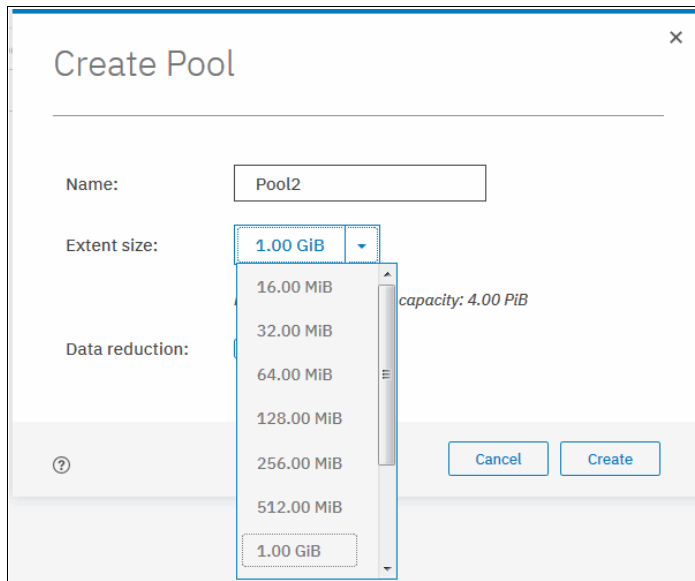 Create Pool
Name: Pool2
Extent size: 1.00 GiB
16.00 MiB
capacity: 4.00 PiB
32.00 MiB
Data reduction:
64.00 MiB
128.00 MiB
256.00 MiB
Cancel Create
512.00 MiB
1.00 GiB